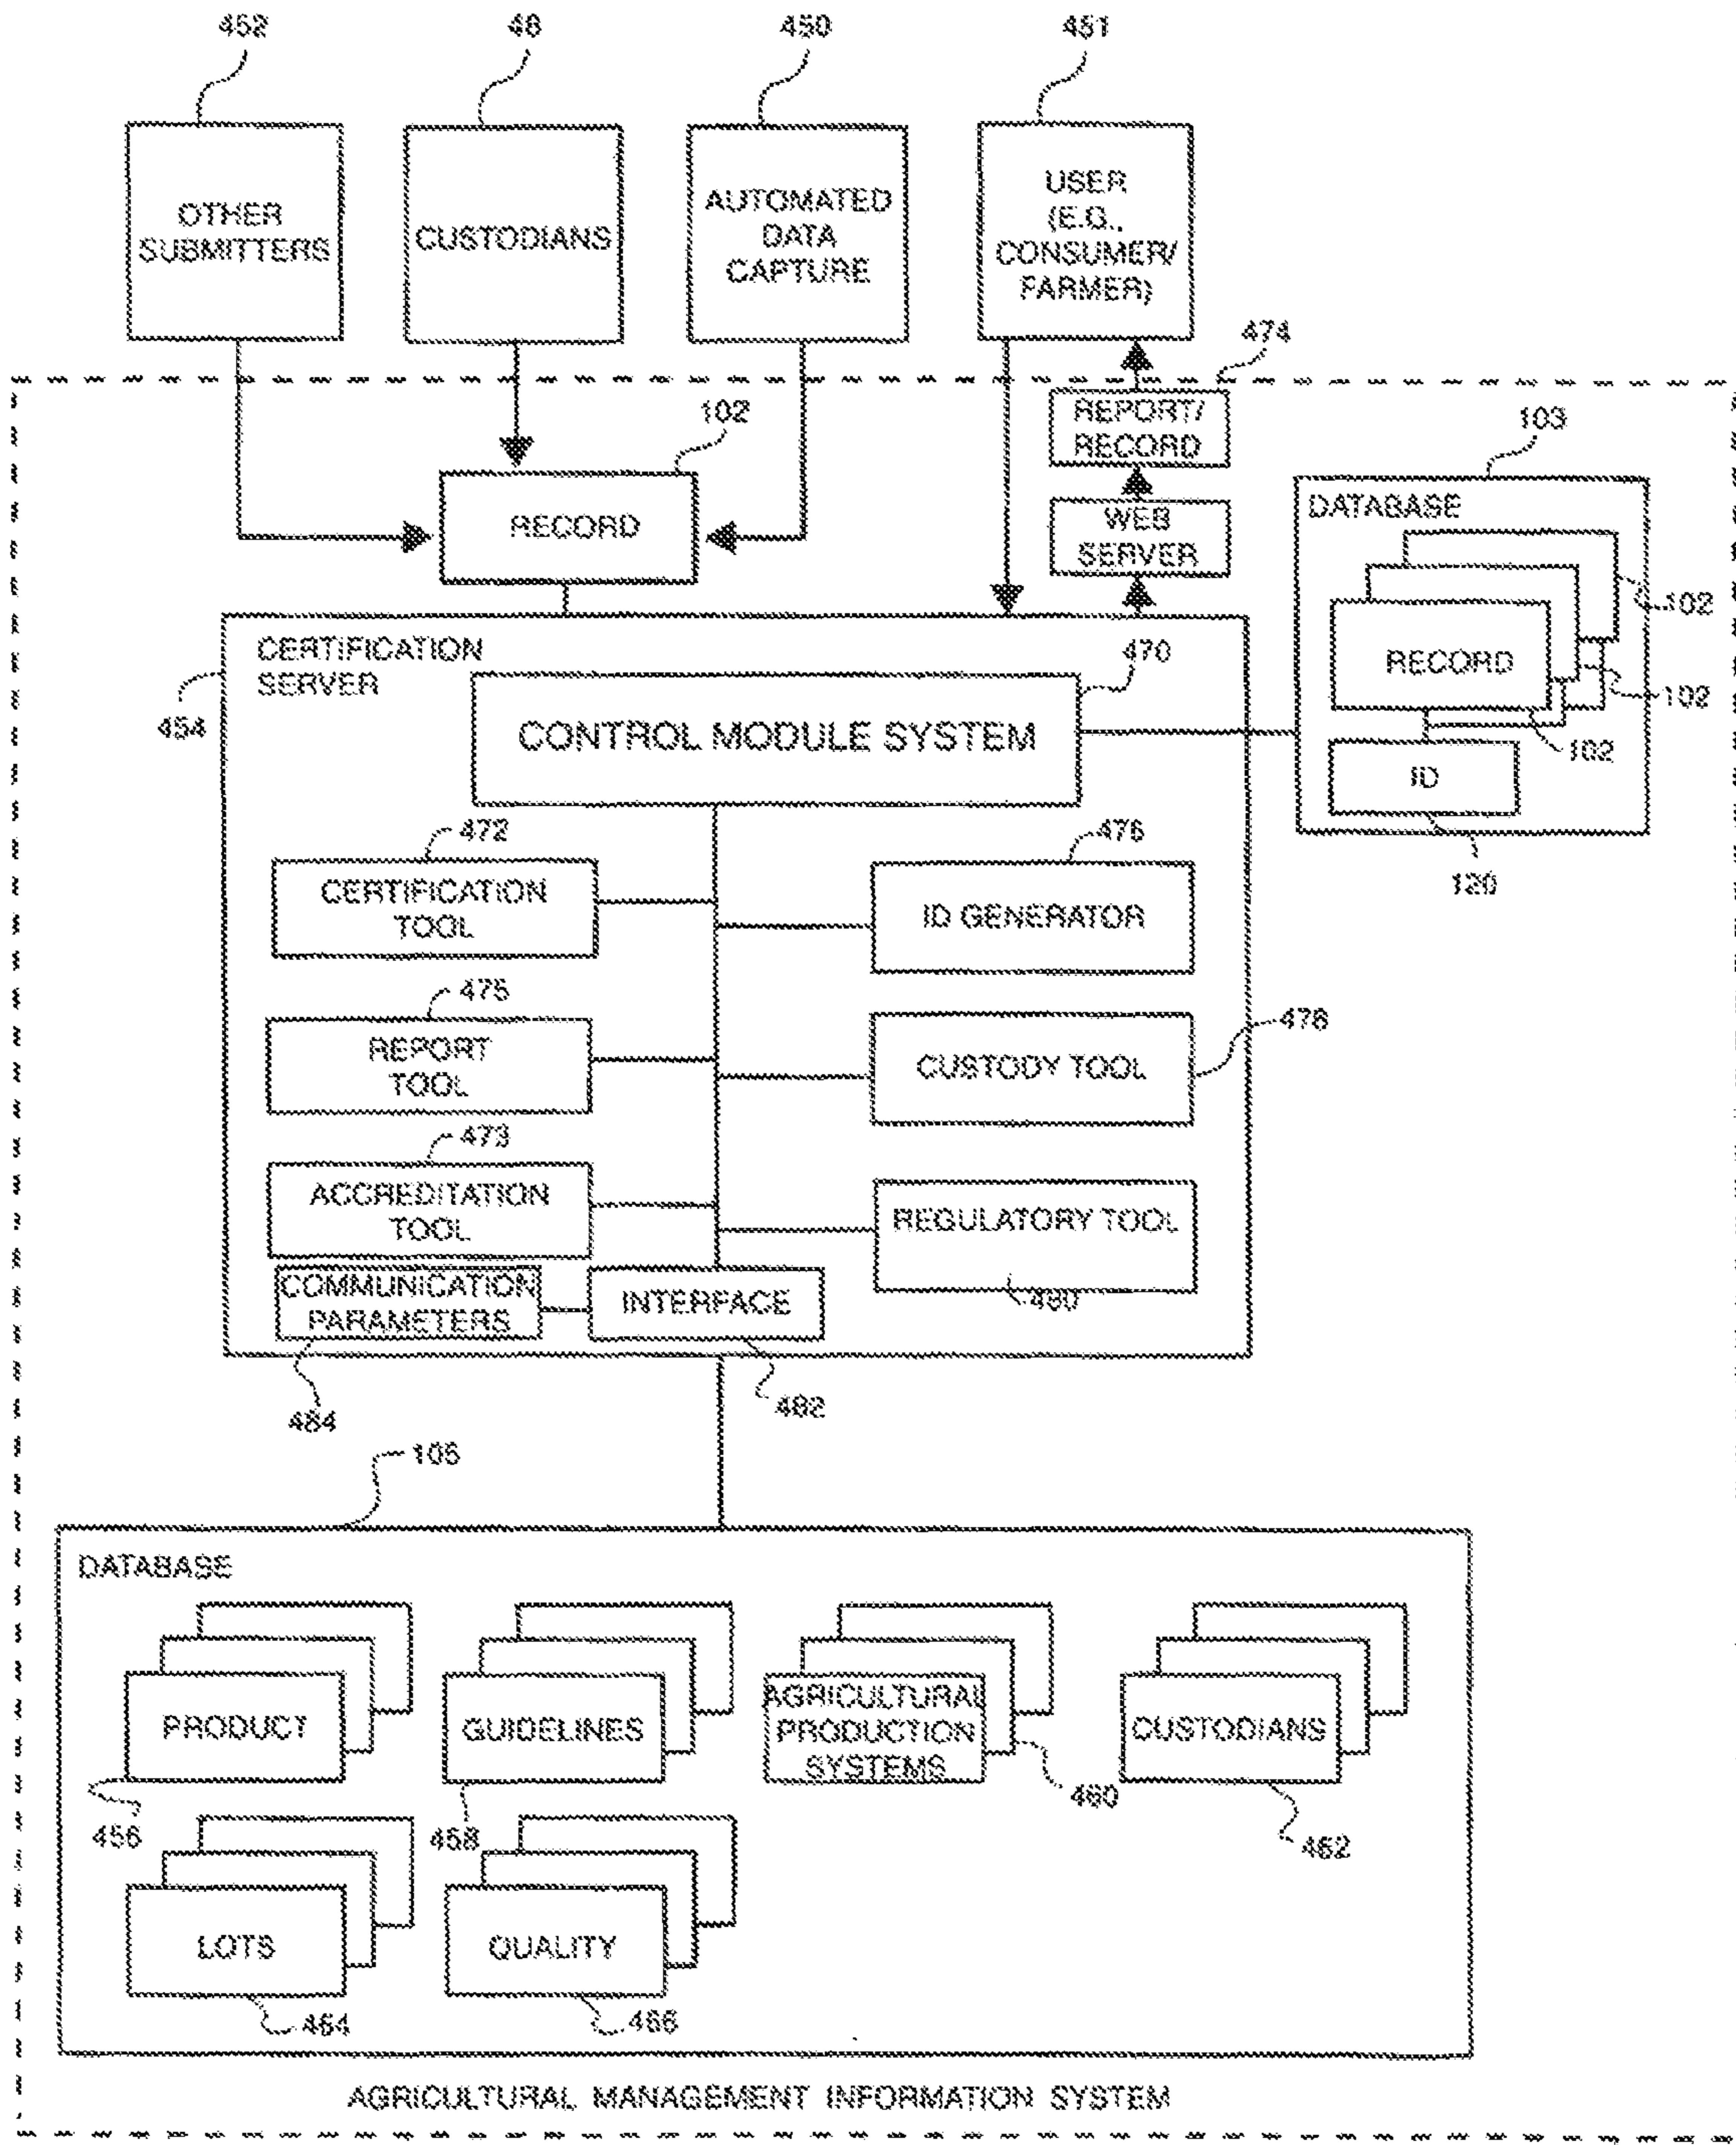 452
48
450
451
OTHER
SUBMITTERS
CUSTODIANS
AUTOMATED
DATA
CAPTURE
USER
(E.G.,
CONSUMER/
FARMER)
474
102
REPORT/
RECORD
103
RECORD
WEB
SERVER
DATABASE
102
RECORD
102
102
ID
120
CERTIFICATION
SERVER
454
470
CONTROL MODULE SYSTEM
472
CERTIFICATION
TOOL
476
ID GENERATOR
475
REPORT
TOOL
478
CUSTODY TOOL
473
ACCREDITATION
TOOL
REGULATORY TOOL
480
COMMUNICATION
PARAMETERS
INTERFACE
484
482
105
DATABASE
PRODUCT
GUIDELINES
AGRICULTURAL
PRODUCTION
SYSTEMS
CUSTODIANS
456
458
460
462
LOTS
QUALITY
464
466
AGRICULTURAL MANAGEMENT INFORMATION SYSTEM